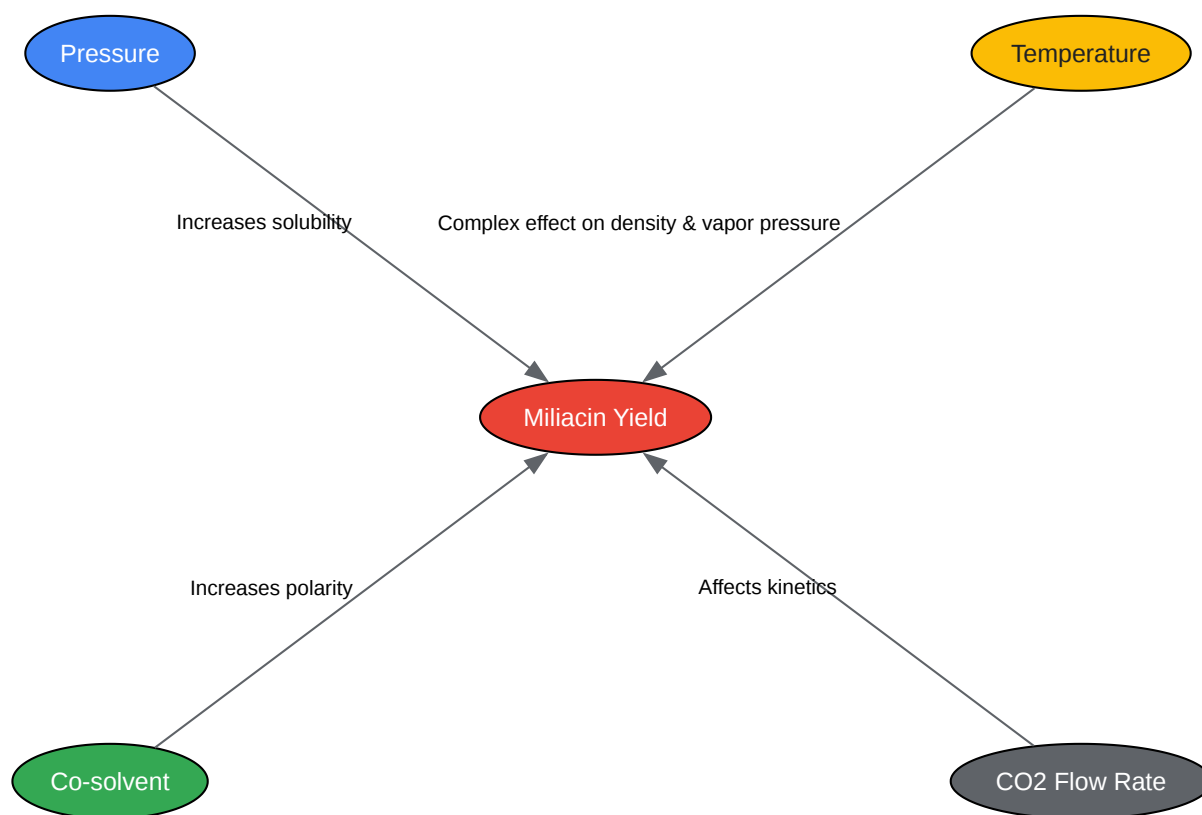 Pressure
Temperature
Increases solubility
Complex effect on density & vapor pressure
Miliacin Yield
Increases polarity
Affects kinetics
Co-solvent
CO2 Flow Rate